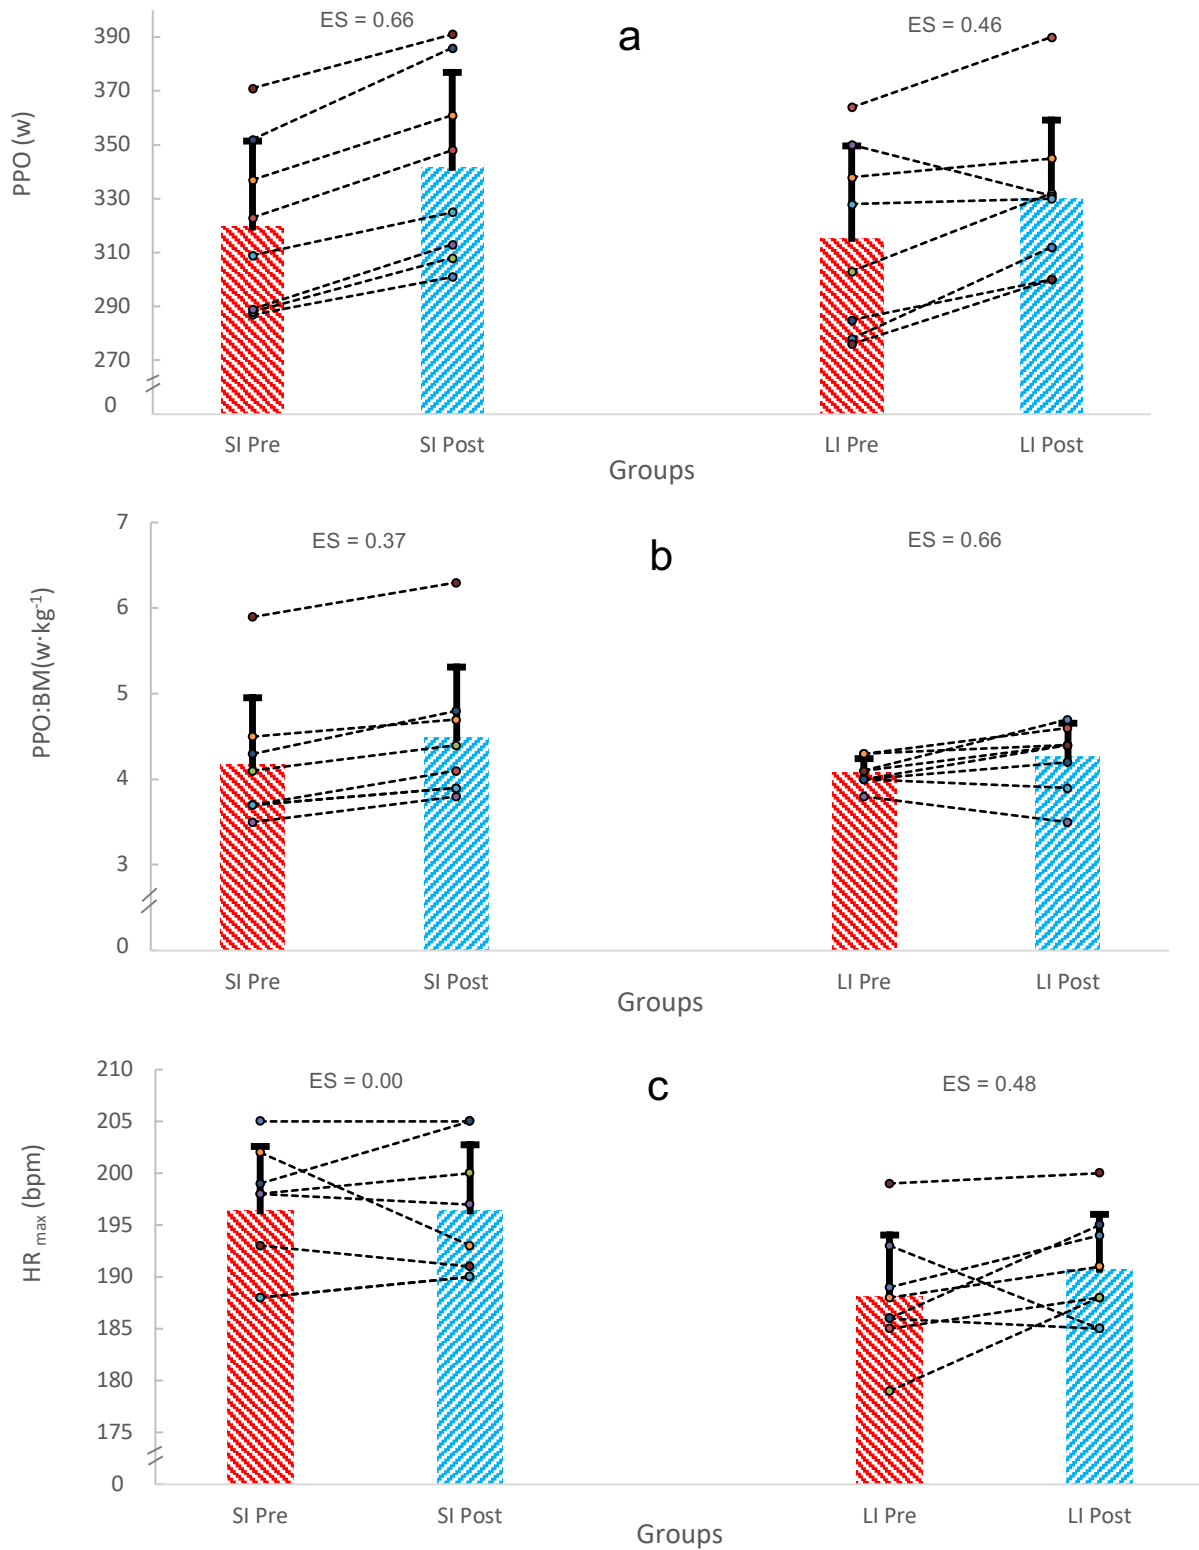 ES = 0.66
a
ES = 0.46
PPO (w)
390
370
350
330
310
290
270
0
SI Pre
SI Post
LI Pre
LI Post
Groups
7
ES = 0.37
b
ES = 0.66
PPO:BM(w·kg⁻¹)
6
5
4
3
0
SI Pre
SI Post
LI Pre
LI Post
Groups
210
ES = 0.00
c
ES = 0.48
HR max (bpm)
205
200
195
190
185
180
175
0
SI Pre
SI Post
LI Pre
LI Post
Groups